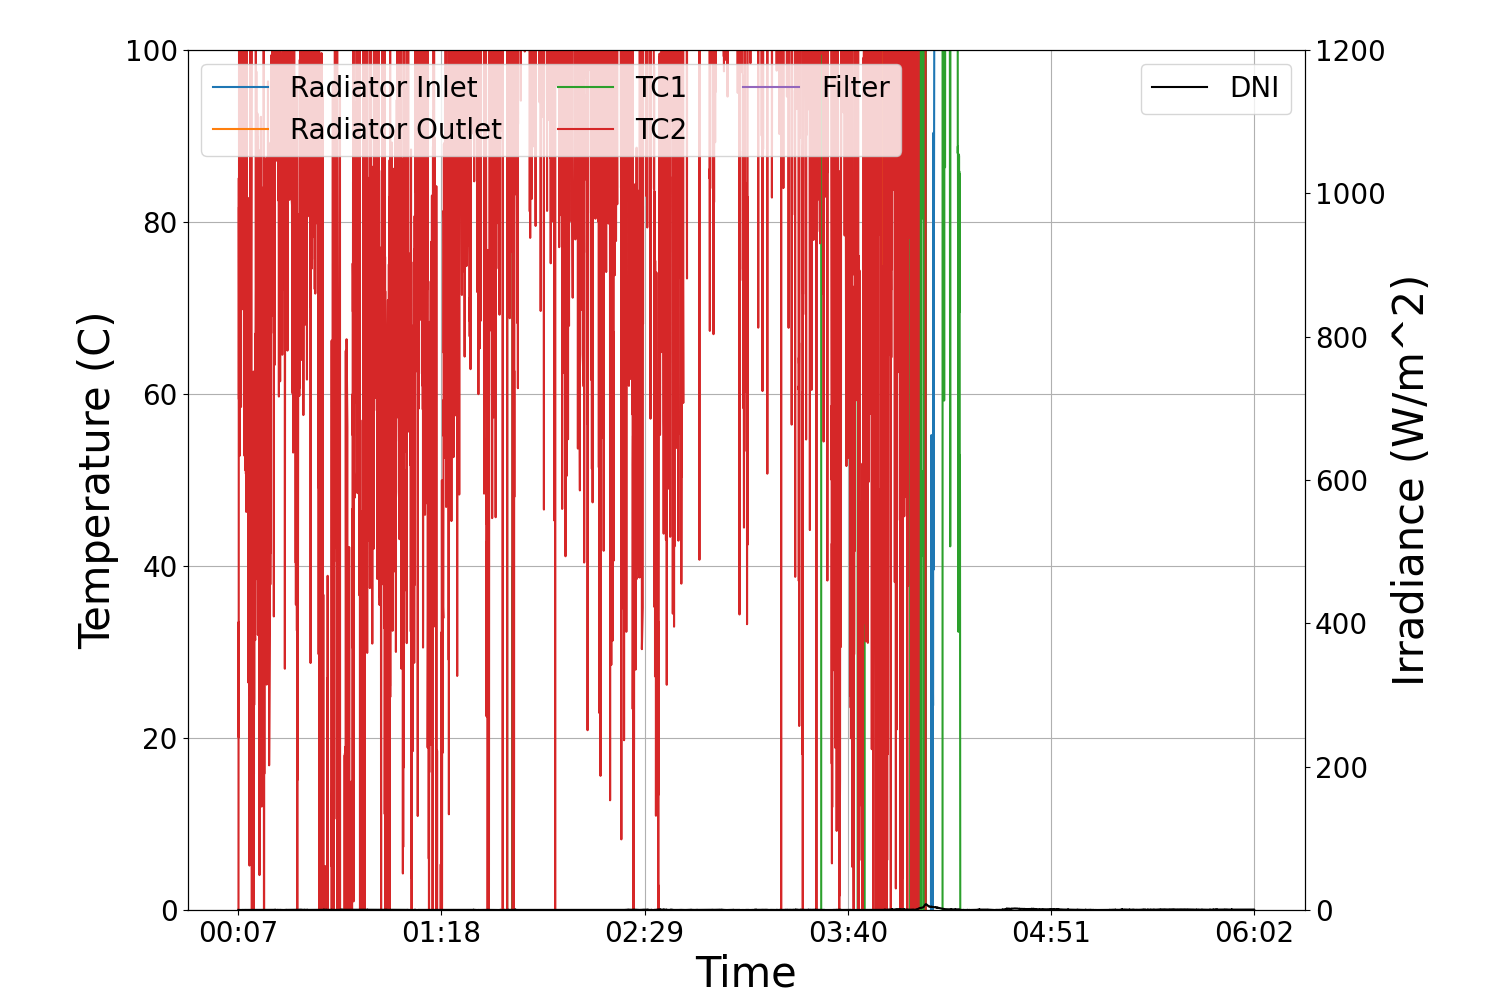 Radiator Inlet
Radiator Outlet
TC1
TC2
Filter
DNI
Temperature (C)
100
80
60
40
20
0
Irradiance (W/m^2)
1200
1000
800
600
400
200
0
00:07 01:18 02:29 03:40 04:51 06:02
Time